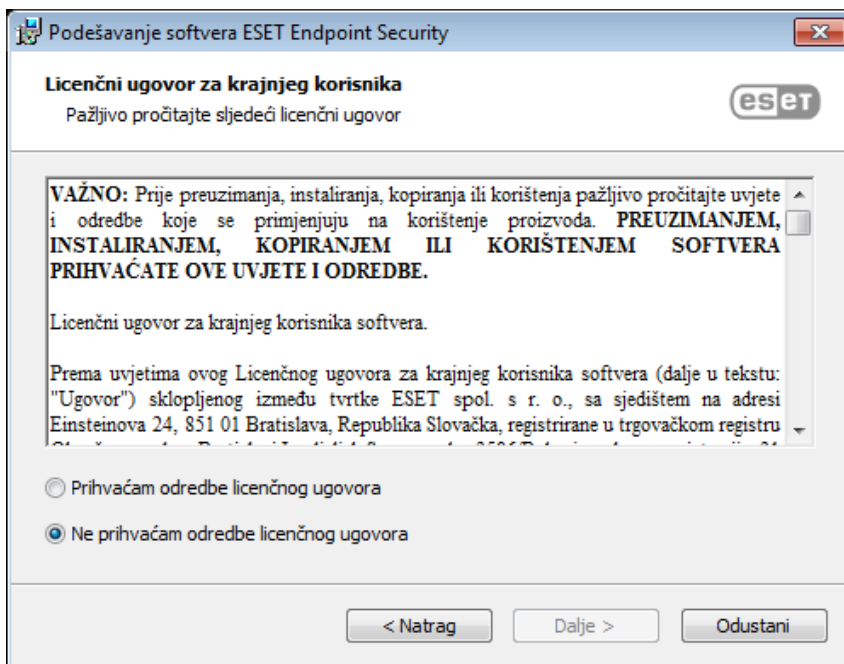 Podešavanje softvera ESET Endpoint Security
Licenčni ugovor za krajnjeg korisnika
Pažljivo pročitajte sljedeći licenčni ugovor
eseT
VAŽNO: Prije preuzimanja, instaliranja, kopiranja ili korištenja pažljivo pročitajte uvjete
i odredbe koje se primjenjuju na korištenje proizvoda. PREUZIMANJEM,
INSTALIRANJEM, KOPIRANJEM ILI KORIŠTENJEM SOFTVERA
PRIHVAĆATE OVE UVJETE I ODREDBE.
Licenčni ugovor za krajnjeg korisnika softvera.
Prema uvjetima ovog Licenčnog ugovora za krajnjeg korisnika softvera (dalje u tekstu:
"Ugovor") sklopljenog između tvrtke ESET spol. s r. o., sa sjedištem na adresi
Einsteinova 24, 851 01 Bratislava, Republika Slovačka, registrirane u trgovačkom registru
Prihvaćam odredbe licenčnog ugovora
Ne prihvaćam odredbe licenčnog ugovora
< Natrag
Dalje >
Odustani